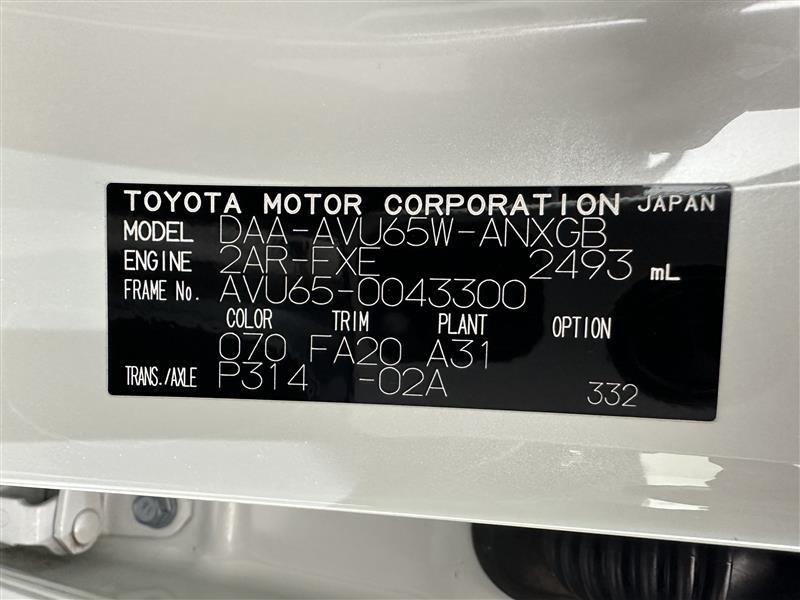 TOYOTA MOTOR CORPORATION JAPAN
MODEL DAA-AVU65W-ANXGB
ENGINE 2AR-FXE 2493 mL
FRAME No. AVU65-0043300
COLOR TRIM PLANT OPTION
070 FA20 A31
TRANS./AXLE P314 -02A 332